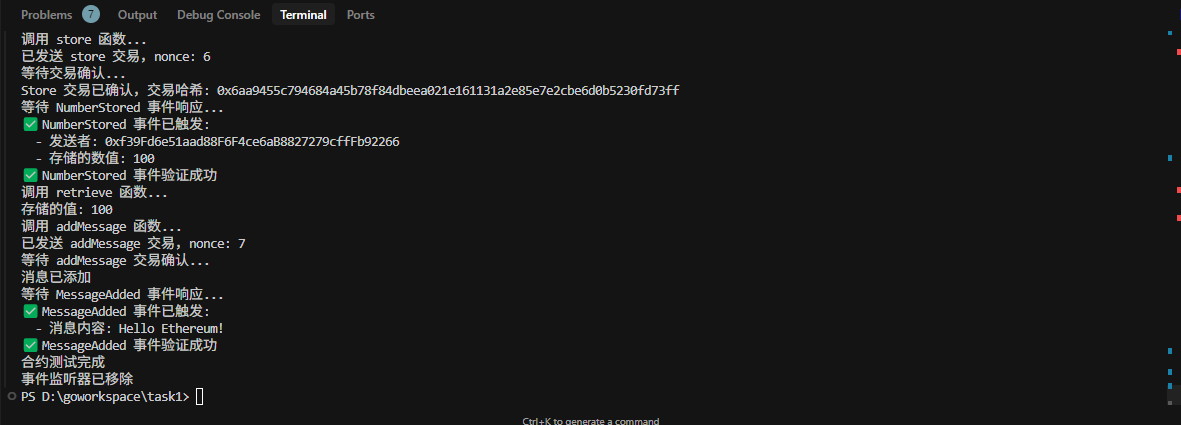 Problems 7 Output Debug Console Terminal Ports
调用 store 函数...
已发送 store 交易，nonce: 6
等待交易确认...
Store 交易已确认，交易哈希: 0x6aa9455c794684a45b78f84dbeea021e161131a2e85e7e2cbe6d0b5230fd73ff
等待 NumberStored 事件响应...
✅ NumberStored 事件已触发:
- 发送者: 0xf39Fd6e51aad88F6F4ce6aB8827279cffFb92266
- 存储的数值: 100
✅ NumberStored 事件验证成功
调用 retrieve 函数...
存储的值: 100
调用 addMessage 函数...
已发送 addMessage 交易，nonce: 7
等待 addMessage 交易确认...
消息已添加
等待 MessageAdded 事件响应...
✅ MessageAdded 事件已触发:
- 消息内容: Hello Ethereum!
✅ MessageAdded 事件验证成功
合约测试完成
事件监听器已移除
PS D:\goworkspace\task1>
Ctrl+K to generate a command